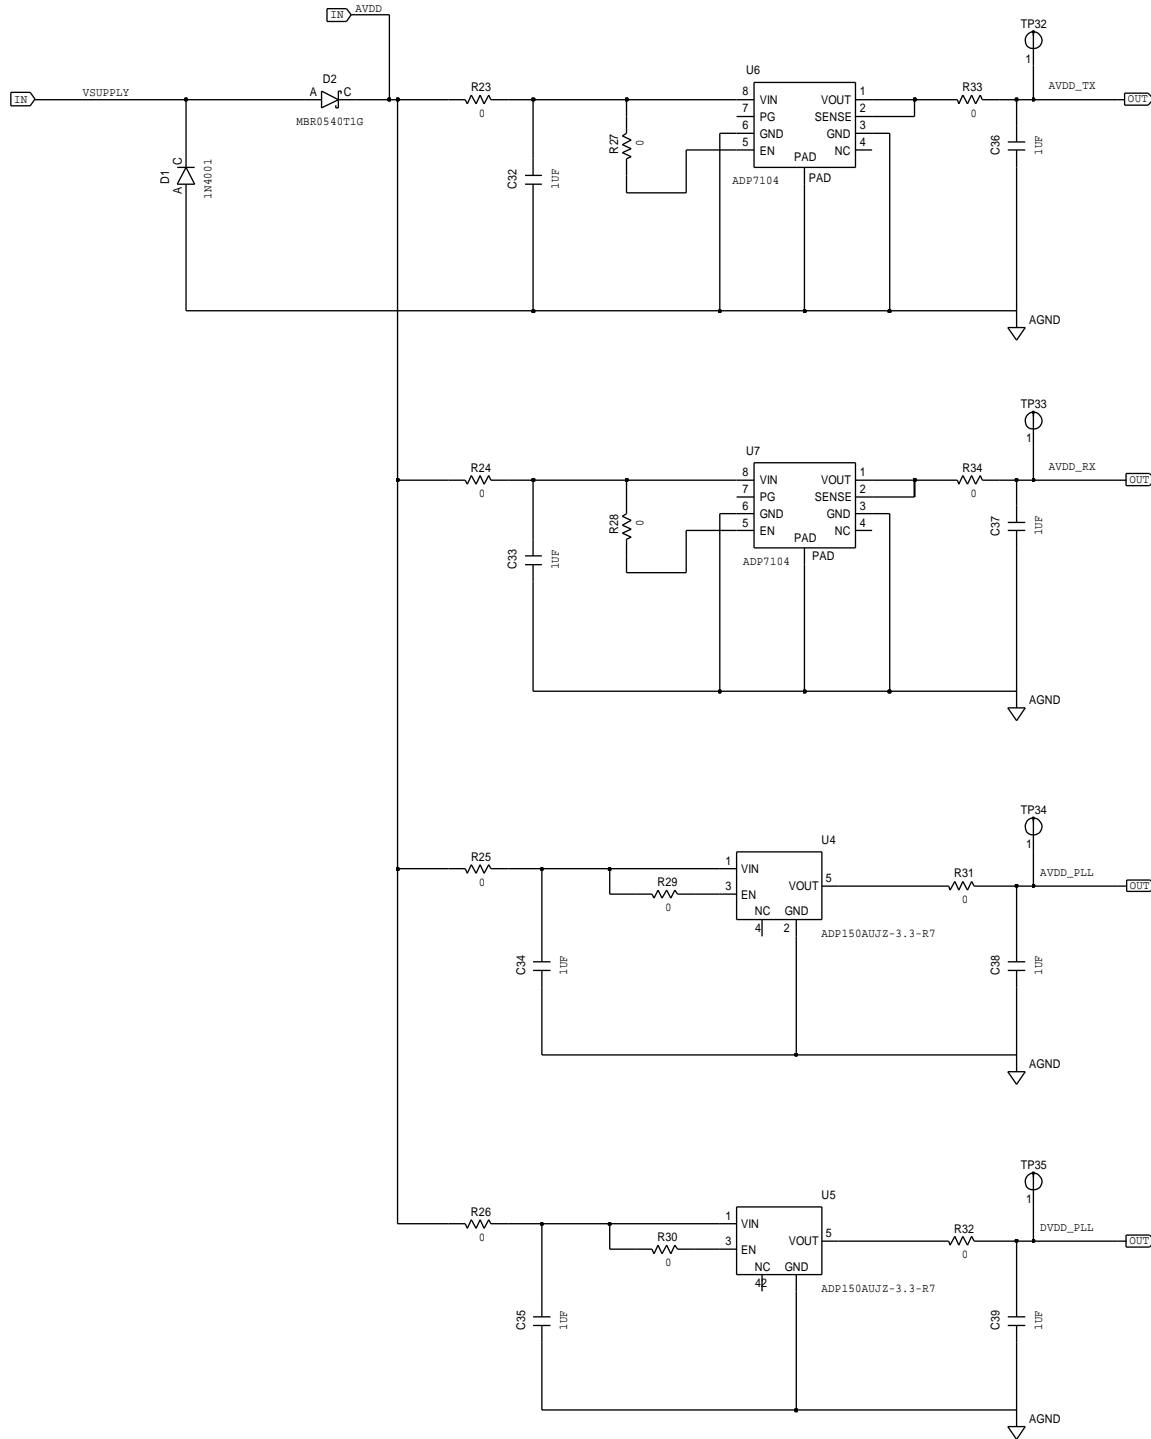 IN AVDD
TP32
1
D2
A C
MBR0540T1G
IN VSUPPLY
D1
A C
1N4001
R23
0
C32
1UF
R27
0
U6
8 VIN VOUT 1
7 PG SENSE 2
6 GND GND 3
5 EN NC 4
PAD
PAD
ADP7104
R33
0
AVDD_TX
OUT
C36
1UF
AGND
TP33
1
R24
0
C33
1UF
R28
0
U7
8 VIN VOUT 1
7 PG SENSE 2
6 GND GND 3
5 EN NC 4
PAD
PAD
ADP7104
R34
0
AVDD_RX
OUT
C37
1UF
AGND
TP34
1
R25
0
C34
1UF
R29
0
U4
1 VIN
3 EN VOUT 5
NC GND
4 2
ADP150AUJZ-3.3-R7
R31
0
AVDD_PLL
OUT
C38
1UF
AGND
TP35
1
R26
0
C35
1UF
R30
0
U5
1 VIN
3 EN VOUT 5
NC GND
4 2
ADP150AUJZ-3.3-R7
R32
0
DVDD_PLL
OUT
C39
1UF
AGND